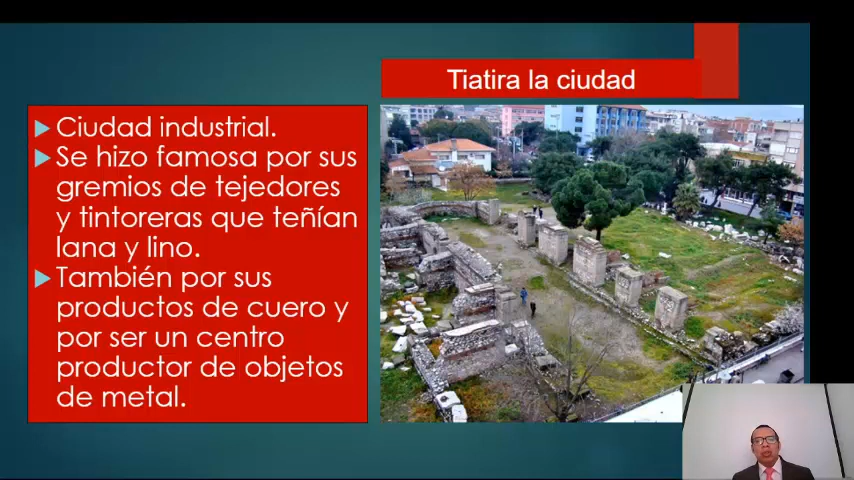 Tiatira la ciudad
Ciudad industrial.
Se hizo famosa por sus
gremios de tejedores
y tintoreras que teñían
lana y lino.
También por sus
productos de cuero y
por ser un centro
productor de objetos
de metal.